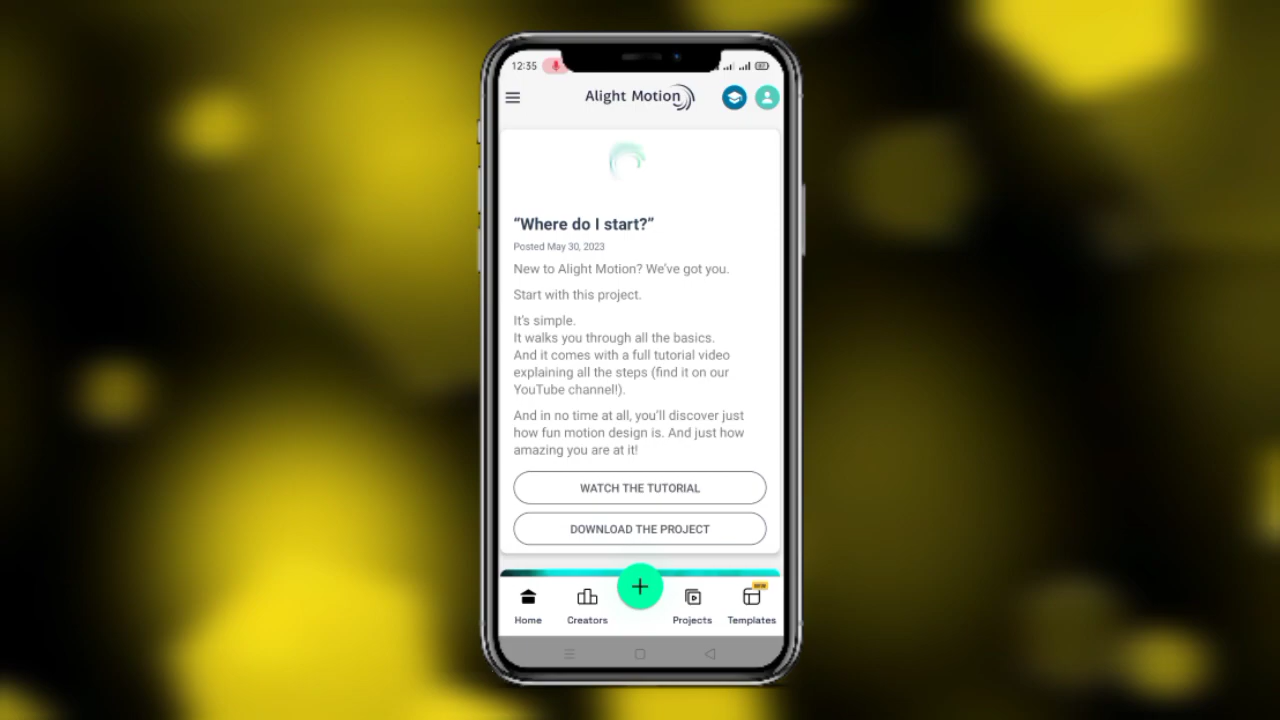 12:35
Alight Motion
“Where do I start?”
Posted May 30, 2023
New to Alight Motion? We’ve got you.
Start with this project.
It’s simple.
It walks you through all the basics.
And it comes with a full tutorial video
explaining all the steps (find it on our
YouTube channel!).
And in no time at all, you’ll discover just
how fun motion design is. And just how
amazing you are at it!
WATCH THE TUTORIAL
DOWNLOAD THE PROJECT
NEW
Home
Creators
Projects
Templates